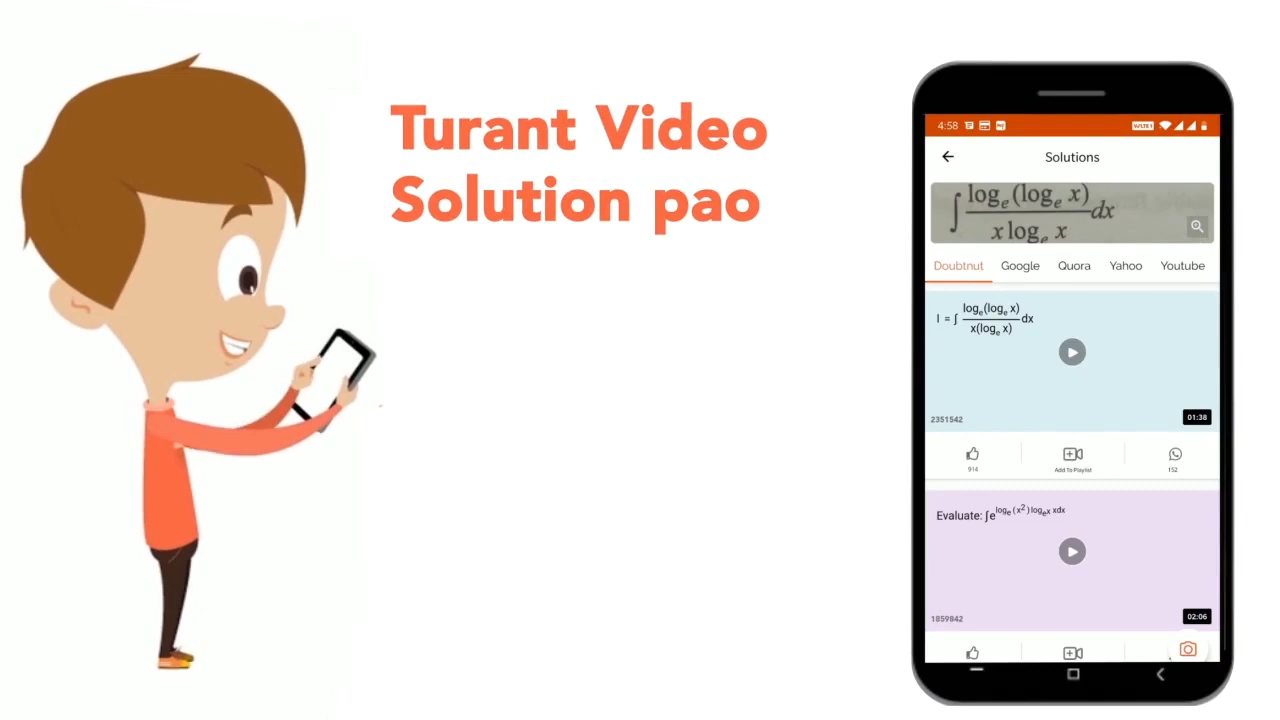 Turant Video
Solution pao
4:58
VoLTE1
Solutions
∫ logₑ(logₑ x) / x logₑ x dx
Doubtnut Google Quora Yahoo Youtube
I = ∫ logₑ(logₑ x) / x(logₑ x) dx
2351542 01:38
914 Add To Playlist 152
Evaluate: ∫e^logₑ(x²)logₑx xdx
1859842 02:06